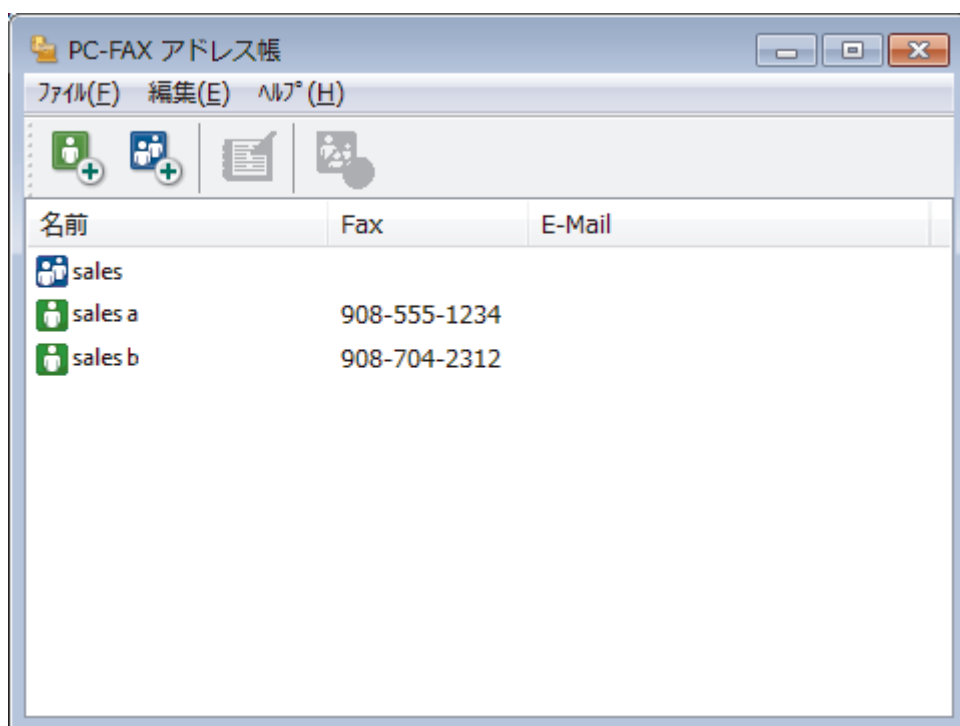 PC-FAX アドレス帳
ﾌｧｲﾙ(F) 編集(E) ﾍﾙﾌﾟ(H)
名前 Fax E-Mail
sales
sales a 908-555-1234
sales b 908-704-2312